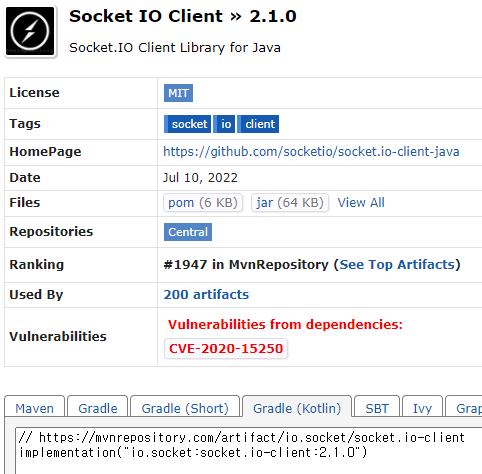 Socket IO Client » 2.1.0
Socket.IO Client Library for Java
License MIT
Tags socket io client
HomePage https://github.com/socketio/socket.io-client-java
Date Jul 10, 2022
Files pom (6 KB) jar (64 KB) View All
Repositories Central
Ranking #1947 in MvnRepository (See Top Artifacts)
Used By 200 artifacts
Vulnerabilities Vulnerabilities from dependencies:
CVE-2020-15250
Maven Gradle Gradle (Short) Gradle (Kotlin) SBT Ivy Grap
// https://mvnrepository.com/artifact/io.socket/socket.io-client
implementation("io.socket:socket.io-client:2.1.0")